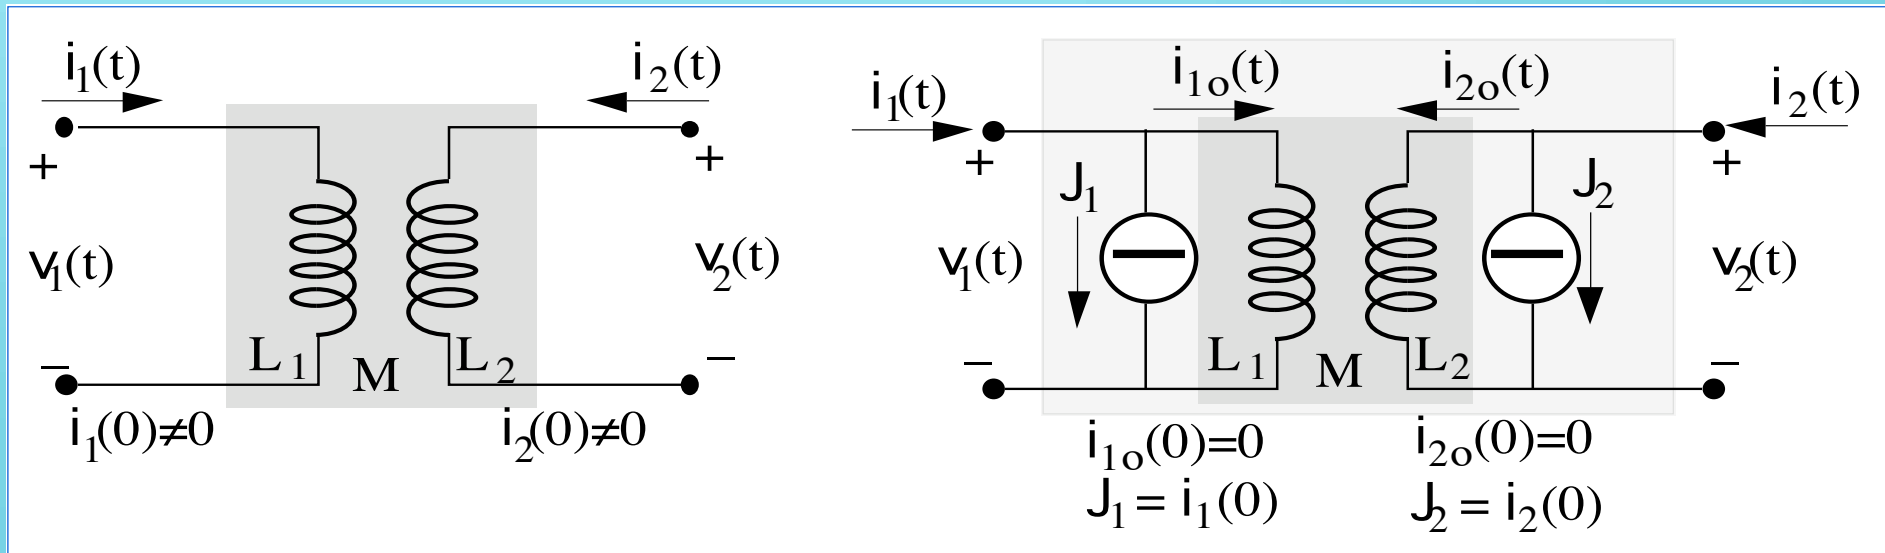 i₁(t)
i₂(t)
+
+
v₁(t)
v₂(t)
L₁
M
L₂
−
−
i₁(0)≠0
i₂(0)≠0
i₁(t)
i₁ₒ(t)
i₂ₒ(t)
i₂(t)
+
+
J₁
J₂
v₁(t)
v₂(t)
L₁
M
L₂
−
−
i₁ₒ(0)=0
i₂ₒ(0)=0
J₁ = i₁(0)
J₂ = i₂(0)